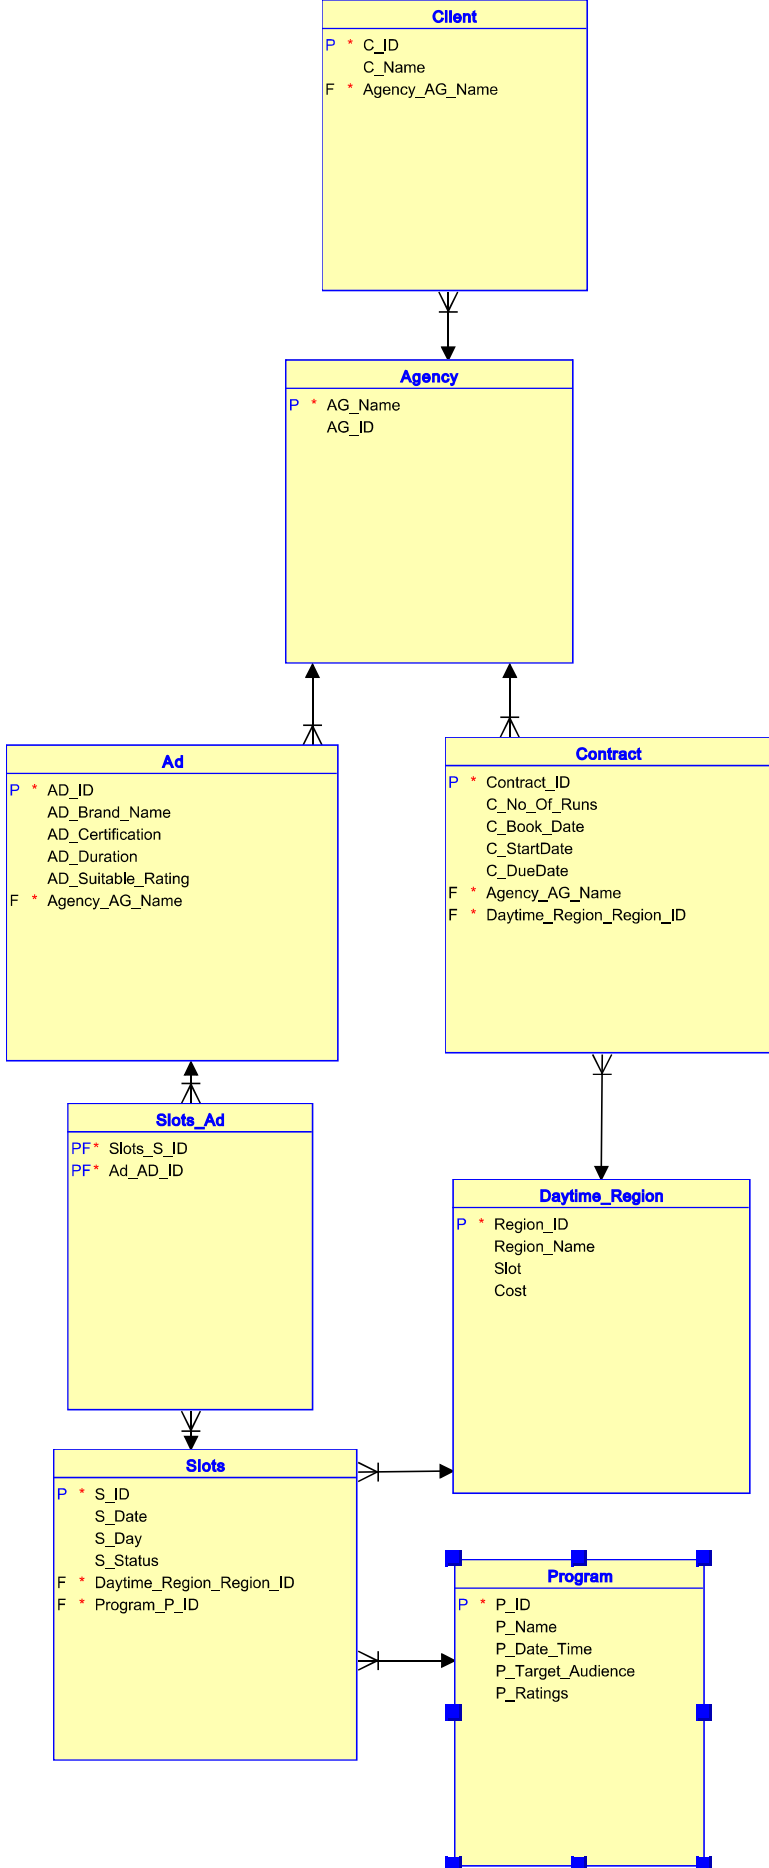 Client
P * C_ID
C_Name
F * Agency_AG_Name
Agency
P * AG_Name
AG_ID
Ad
P * AD_ID
AD_Brand_Name
AD_Certification
AD_Duration
AD_Suitable_Rating
F * Agency_AG_Name
Contract
P * Contract_ID
C_No_Of_Runs
C_Book_Date
C_StartDate
C_DueDate
F * Agency_AG_Name
F * Daytime_Region_Region_ID
Slots_Ad
PF* Slots_S_ID
PF* Ad_AD_ID
Daytime_Region
P * Region_ID
Region_Name
Slot
Cost
Slots
P * S_ID
S_Date
S_Day
S_Status
F * Daytime_Region_Region_ID
F * Program_P_ID
Program
P * P_ID
P_Name
P_Date_Time
P_Target_Audience
P_Ratings